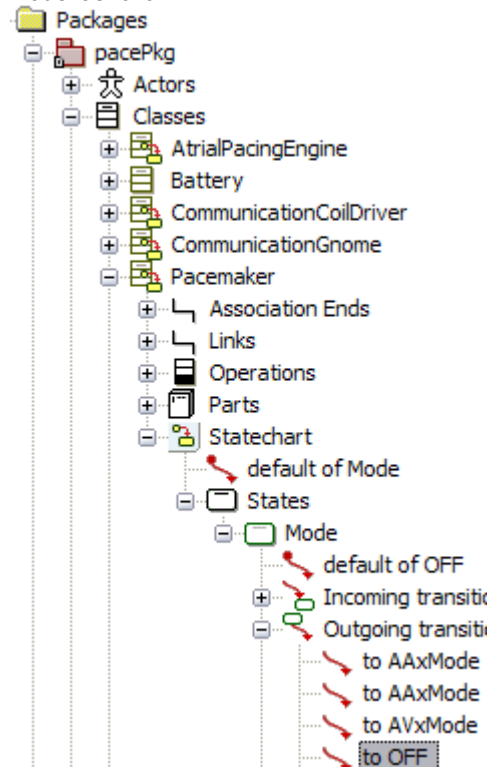 Packages
pacePkg
Actors
Classes
AtrialPacingEngine
Battery
CommunicationCoilDriver
CommunicationGnome
Pacemaker
Association Ends
Links
Operations
Parts
Statechart
default of Mode
States
Mode
default of OFF
Incoming transitio
Outgoing transitio
to AAxMode
to AAxMode
to AVxMode
to OFF